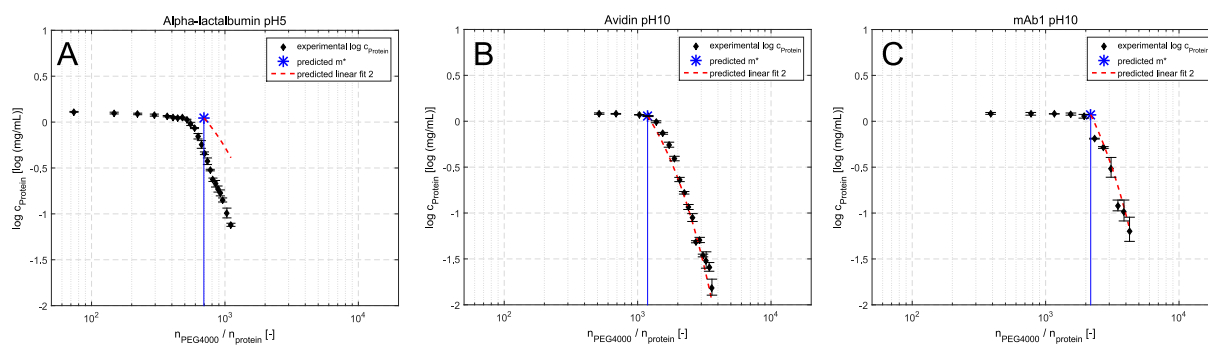 Alpha-lactalbumin pH5
A
experimental log c_Protein
predicted m*
predicted linear fit 2
1
0.5
0
-0.5
-1
-1.5
-2
log c_Protein [log (mg/mL)]
10^2
10^3
10^4
n_PEG4000 / n_protein [-]
Avidin pH10
B
experimental log c_Protein
predicted m*
predicted linear fit 2
1
0.5
0
-0.5
-1
-1.5
-2
log c_Protein [log (mg/mL)]
10^2
10^3
10^4
n_PEG4000 / n_protein [-]
mAb1 pH10
C
experimental log c_Protein
predicted m*
predicted linear fit 2
1
0.5
0
-0.5
-1
-1.5
-2
log c_Protein [log (mg/mL)]
10^2
10^3
10^4
n_PEG4000 / n_protein [-]